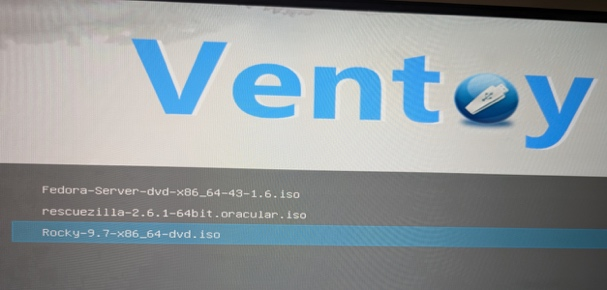 Ventoy
Fedora-Server-dvd-x86_64-43-1.6.iso
rescuezilla-2.6.1-64bit.oracular.iso
Rocky-9.7-x86_64-dvd.iso